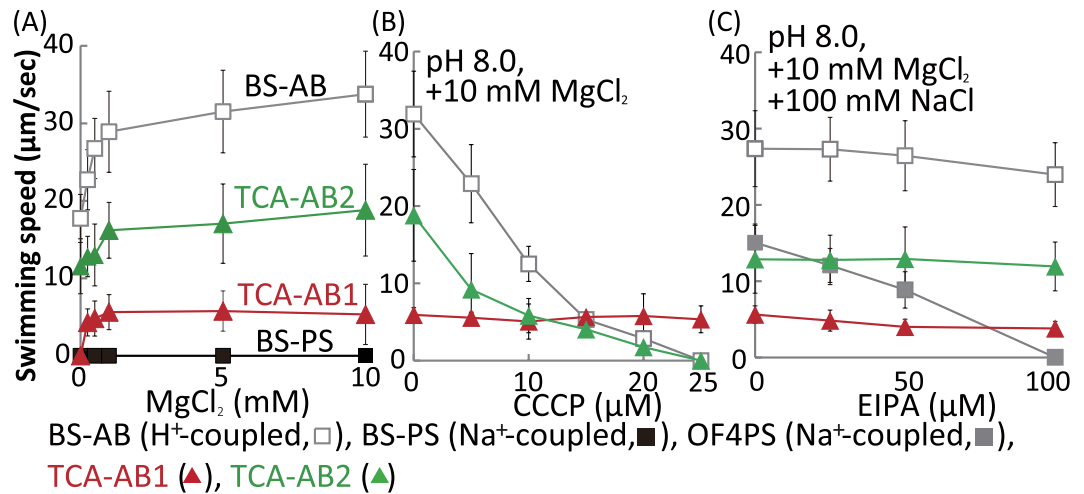 (A)
Swimming speed (µm/sec)
40
30
20
10
0
BS-AB
TCA-AB2
TCA-AB1
BS-PS
0 5 10
MgCl₂ (mM)
(B)
40
30
20
10
0
pH 8.0,
+10 mM MgCl₂
0 10 20 25
CCCP (µM)
(C)
40
30
20
10
0
pH 8.0,
+10 mM MgCl₂
+100 mM NaCl
0 50 100
EIPA (µM)
BS-AB (H⁺-coupled,□), BS-PS (Na⁺-coupled,■), OF4PS (Na⁺-coupled,■),
TCA-AB1 (▲), TCA-AB2 (▲)